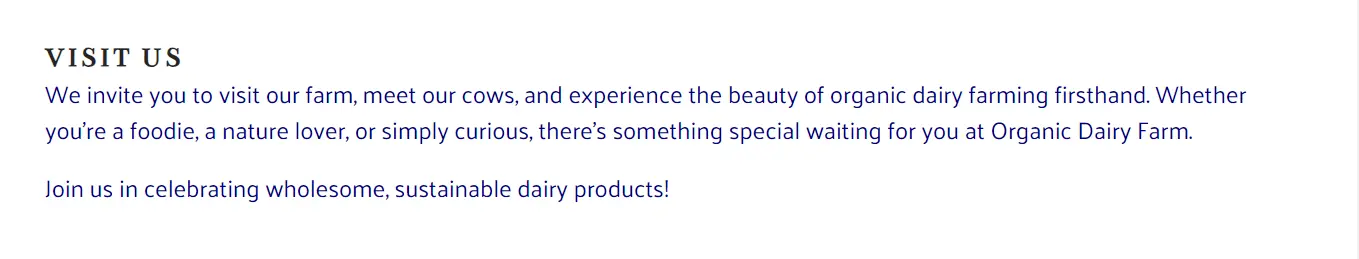 VISIT US
We invite you to visit our farm, meet our cows, and experience the beauty of organic dairy farming firsthand. Whether
you’re a foodie, a nature lover, or simply curious, there’s something special waiting for you at Organic Dairy Farm.
Join us in celebrating wholesome, sustainable dairy products!